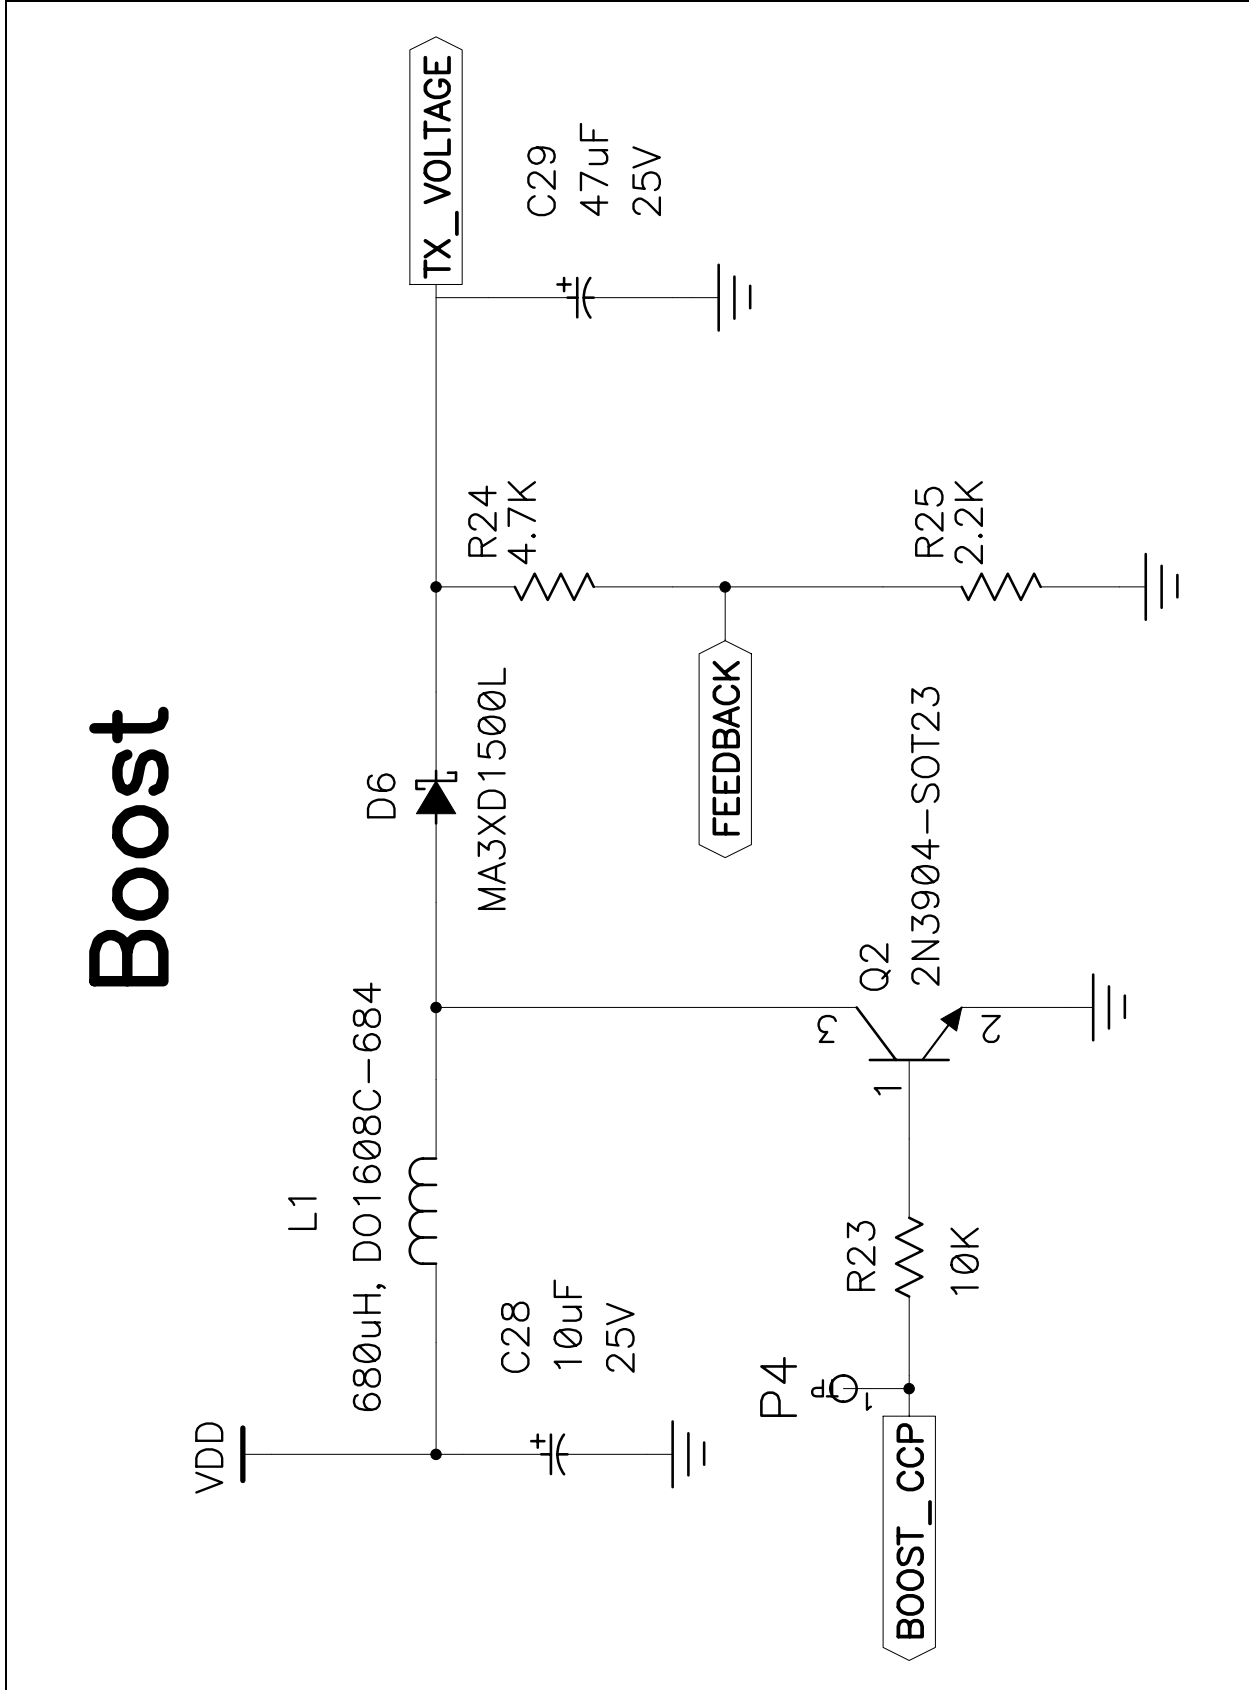 Boost
VDD
L1
680uH, DO1608C-684
C28
10uF
25V
D6
MA3XD1500L
R24
4.7K
TX_VOLTAGE
C29
47uF
25V
FEEDBACK
R25
2.2K
Q2
2N3904-SOT23
3
1
2
P4
TP
1
BOOST_CCP
R23
10K